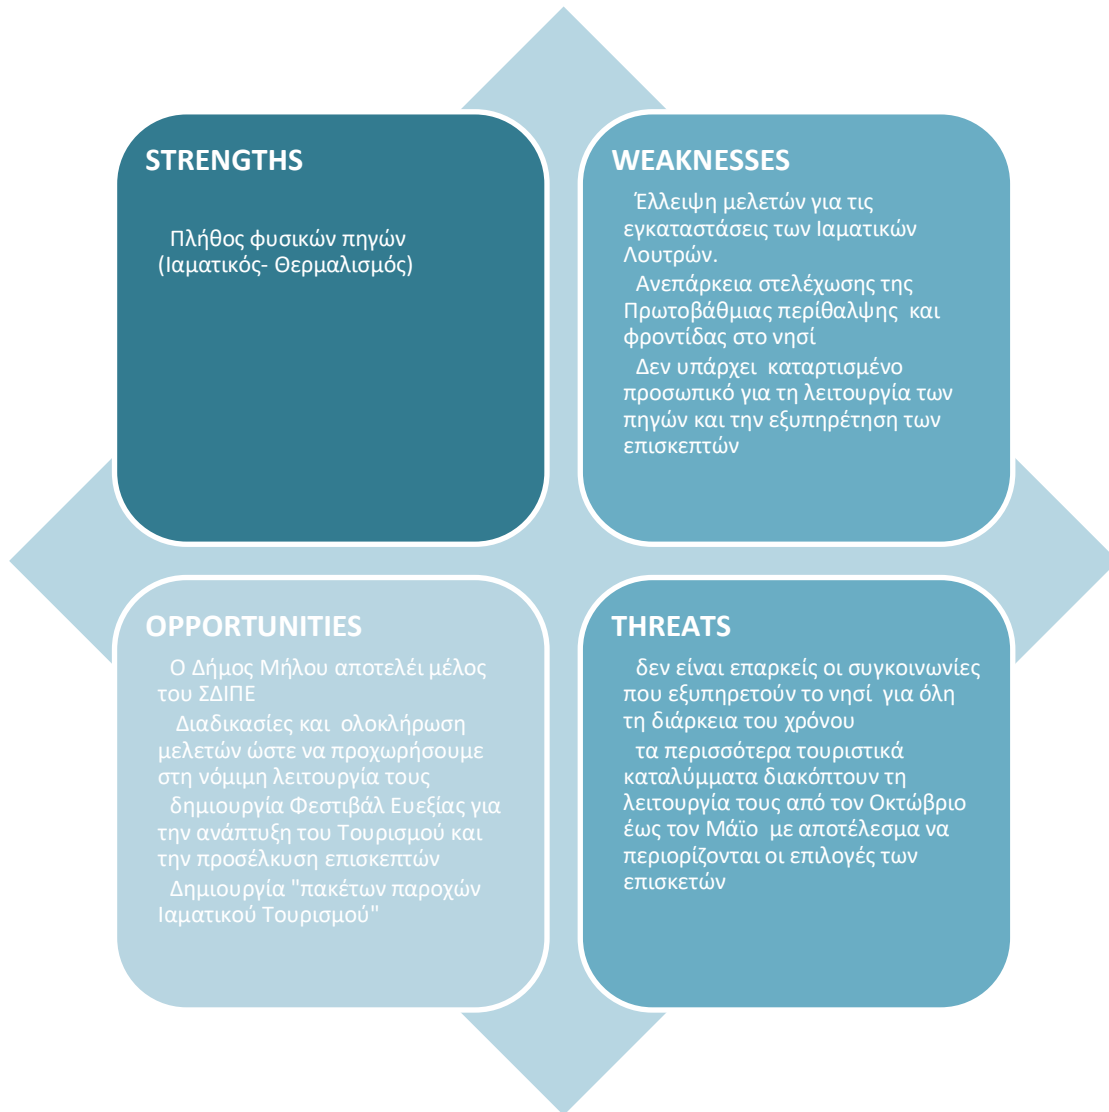 STRENGTHS
Πλήθος φυσικών πηγών
(Ιαματικός- Θερμαλισμός)
WEAKNESSES
Έλλειψη μελετών για τις
εγκαταστάσεις των Ιαματικών
Λουτρών.
Ανεπάρκεια στελέχωσης της
Πρωτοβάθμιας περίθαλψης και
φροντίδας στο νησί
Δεν υπάρχει καταρτισμένο
προσωπικό για τη λειτουργία των
πηγών και την εξυπηρέτηση των
επισκεπτών
OPPORTUNITIES
Ο Δήμος Μήλου αποτελέι μέλος
του ΣΔΙΠΕ
Διαδικασίες και ολοκλήρωση
μελετών ώστε να προχωρήσουμε
στη νόμιμη λειτουργία τους
δημιουργία Φεστιβάλ Ευεξίας για
την ανάπτυξη του Τουρισμού και
την προσέλκυση επισκεπτών
Δημιουργία "πακέτων παροχών
Ιαματικού Τουρισμού"
THREATS
δεν είναι επαρκείς οι συγκοινωνίες
που εξυπηρετούν το νησί για όλη
τη διάρκεια του χρόνου
τα περισσότερα τουριστικά
καταλύμματα διακόπτουν τη
λειτουργία τους από τον Οκτώβριο
έως τον Μάϊο με αποτέλεσμα να
περιορίζονται οι επιλογές των
επισκετών